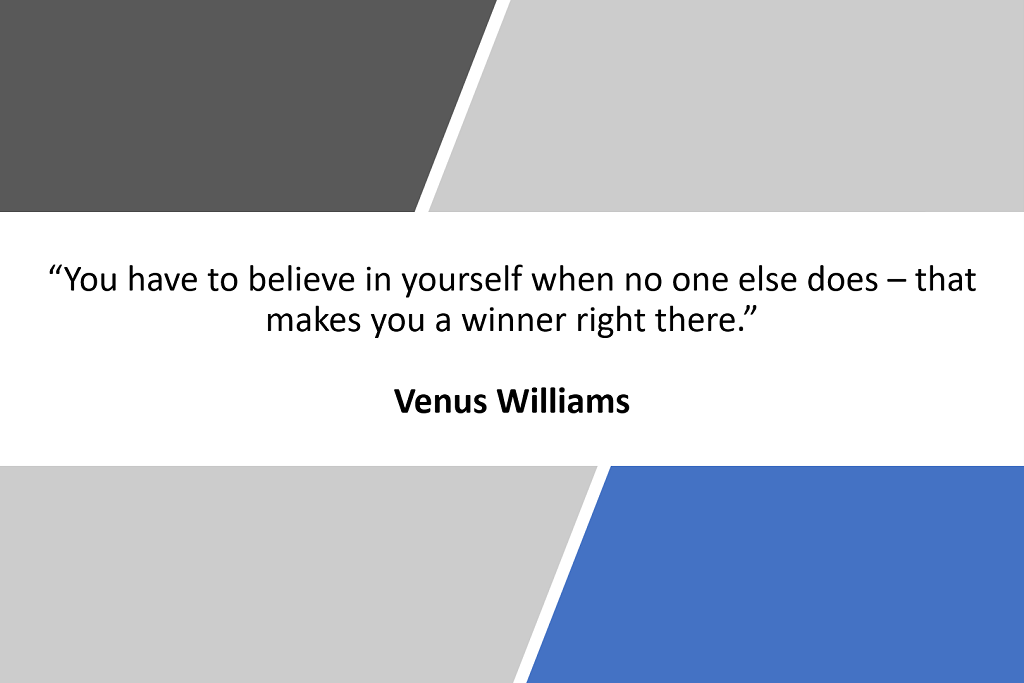 “You have to believe in yourself when no one else does – that
makes you a winner right there.”
Venus Williams